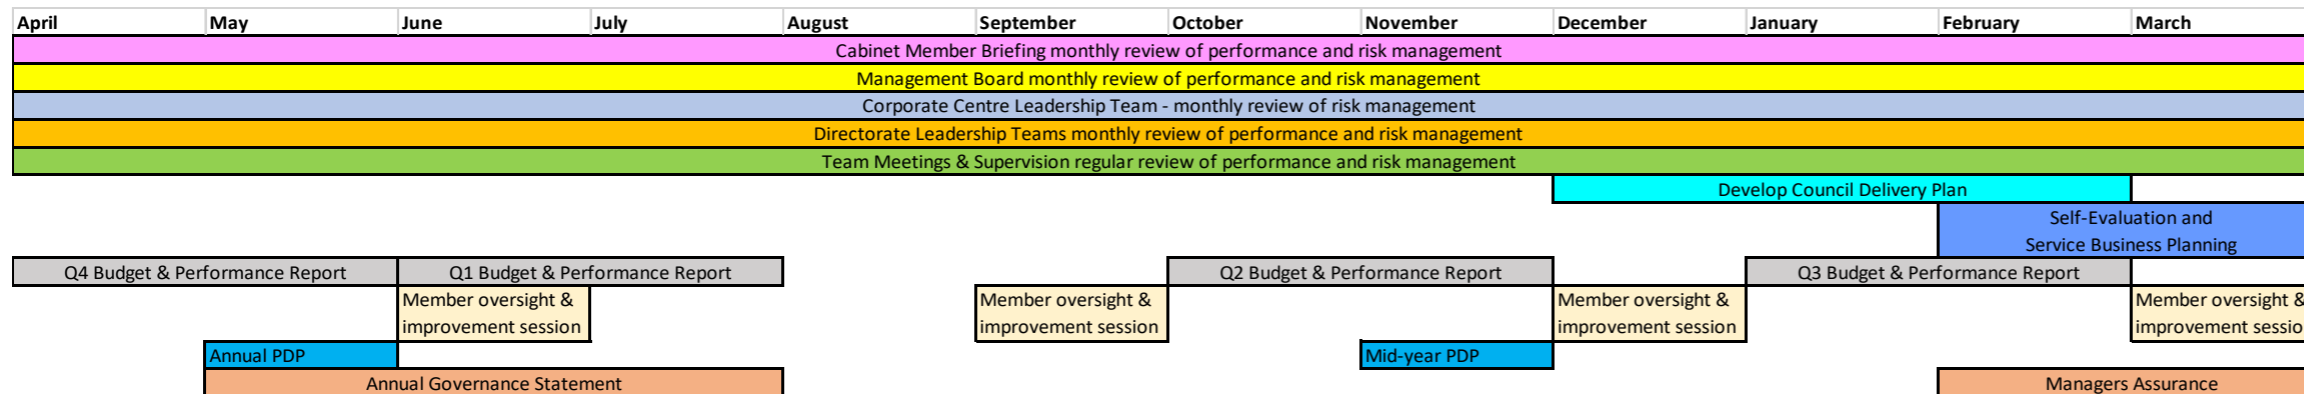 April May June July August September October November December January February March
Cabinet Member Briefing monthly review of performance and risk management
Management Board monthly review of performance and risk management
Corporate Centre Leadership Team - monthly review of risk management
Directorate Leadership Teams monthly review of performance and risk management
Team Meetings & Supervision regular review of performance and risk management
Develop Council Delivery Plan
Self-Evaluation and
Service Business Planning
Q4 Budget & Performance Report Q1 Budget & Performance Report Q2 Budget & Performance Report Q3 Budget & Performance Report
Member oversight & Member oversight & Member oversight & Member oversight &
improvement session improvement session improvement session improvement sessio
Annual PDP Mid-year PDP
Annual Governance Statement Managers Assurance